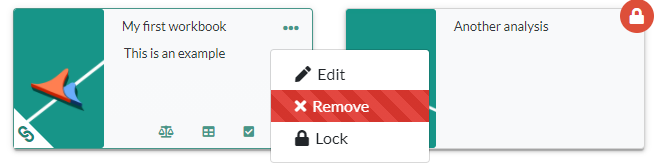 My first workbook
This is an example
Edit
Remove
Lock
Another analysis